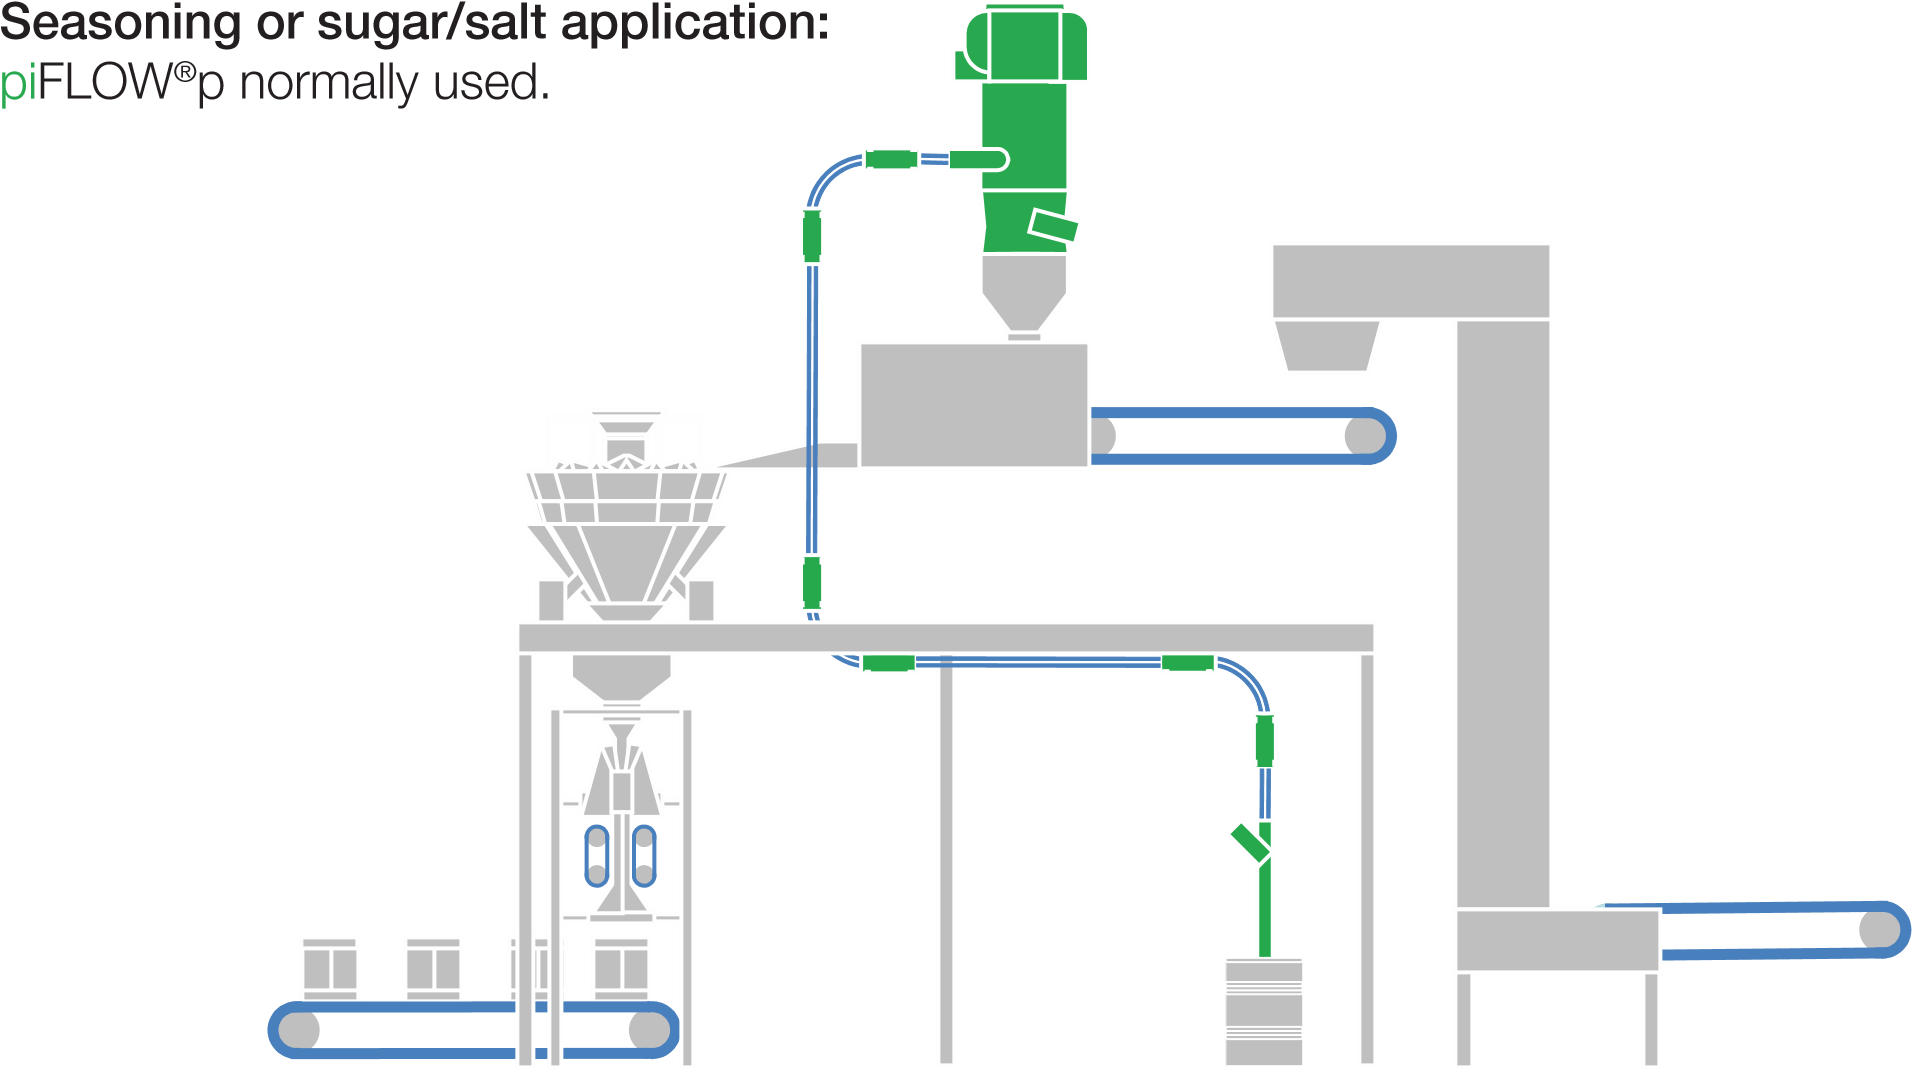 Seasoning or sugar/salt application:
piFLOW®p normally used.